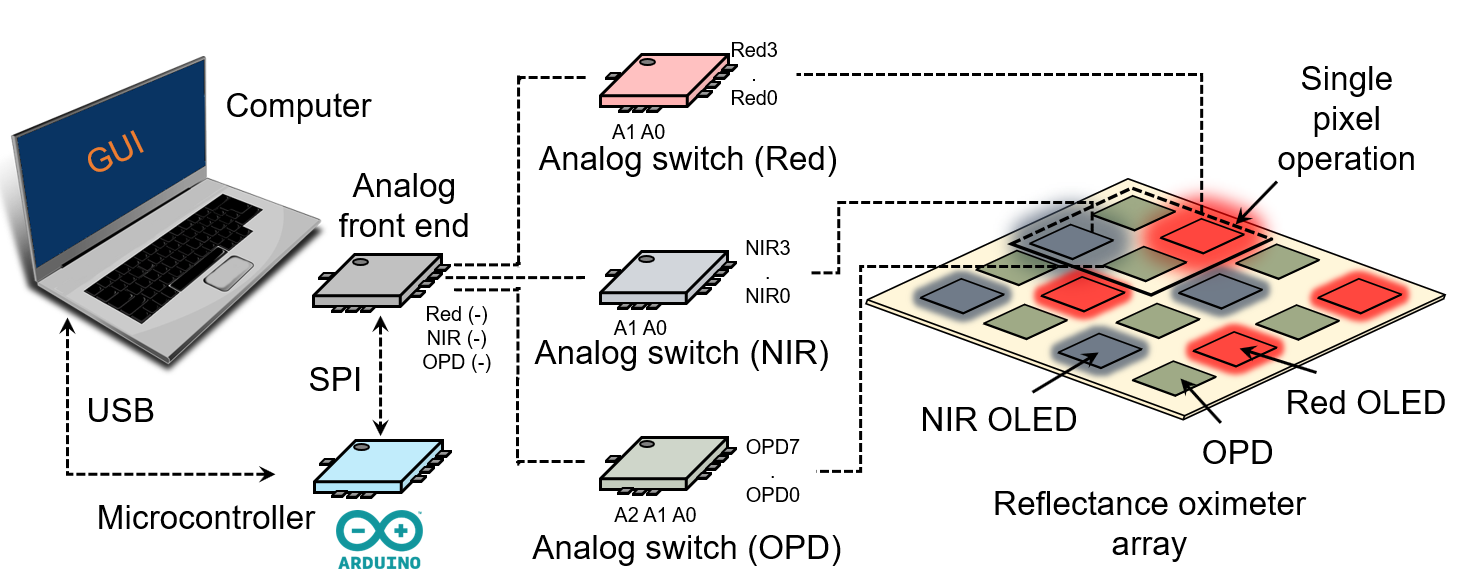 GUI
Computer
Analog
front end
Red (-)
NIR (-)
OPD (-)
SPI
USB
Microcontroller
ARDUINO
Red3
.
Red0
A1 A0
Analog switch (Red)
NIR3
.
NIR0
A1 A0
Analog switch (NIR)
OPD7
.
OPD0
A2 A1 A0
Analog switch (OPD)
Single
pixel
operation
NIR OLED
Red OLED
OPD
Reflectance oximeter
array